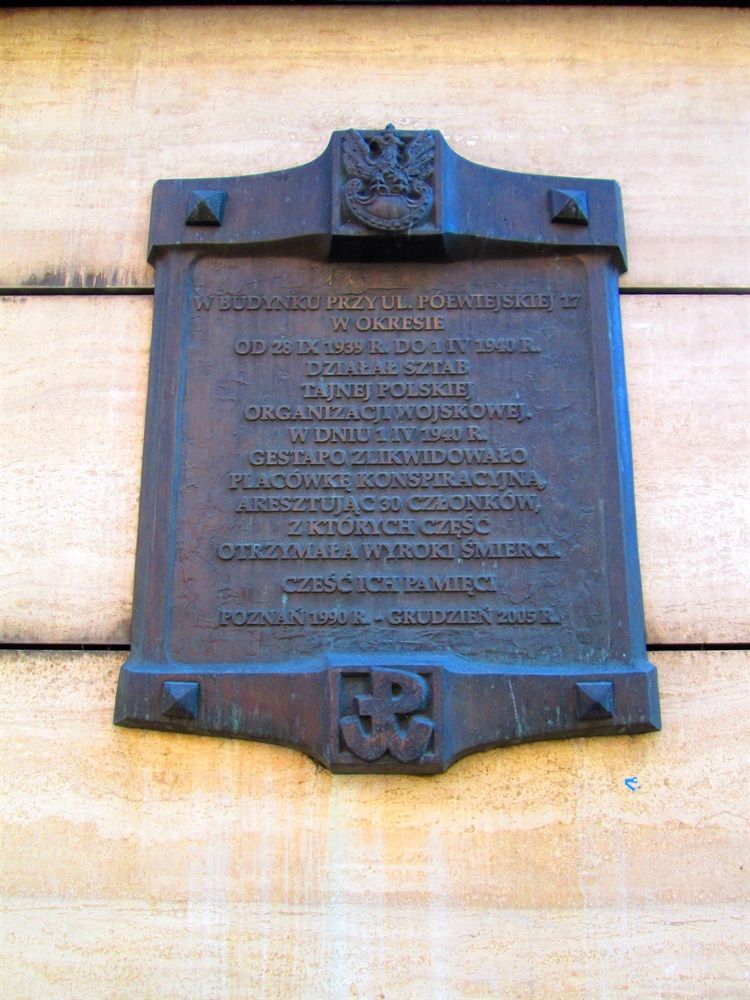 W BUDYNKU PRZY UL. PÓŁWIEJSKIEJ 17
W OKRESIE
OD 28 IX 1939 R. DO 1 IV 1940 R.
DZIAŁAŁ SZTAB
TAJNEJ POLSKIEJ
ORGANIZACJI WOJSKOWEJ.
W DNIU 1 IV 1940 R.
GESTAPO ZLIKWIDOWAŁO
PLACÓWKĘ KONSPIRACYJNĄ,
ARESZTUJĄC 30 CZŁONKÓW,
Z KTÓRYCH CZĘŚĆ
OTRZYMAŁA WYROKI ŚMIERCI.
CZEŚĆ ICH PAMIĘCI
POZNAŃ 1990 R. - GRUDZIEŃ 2005 R.